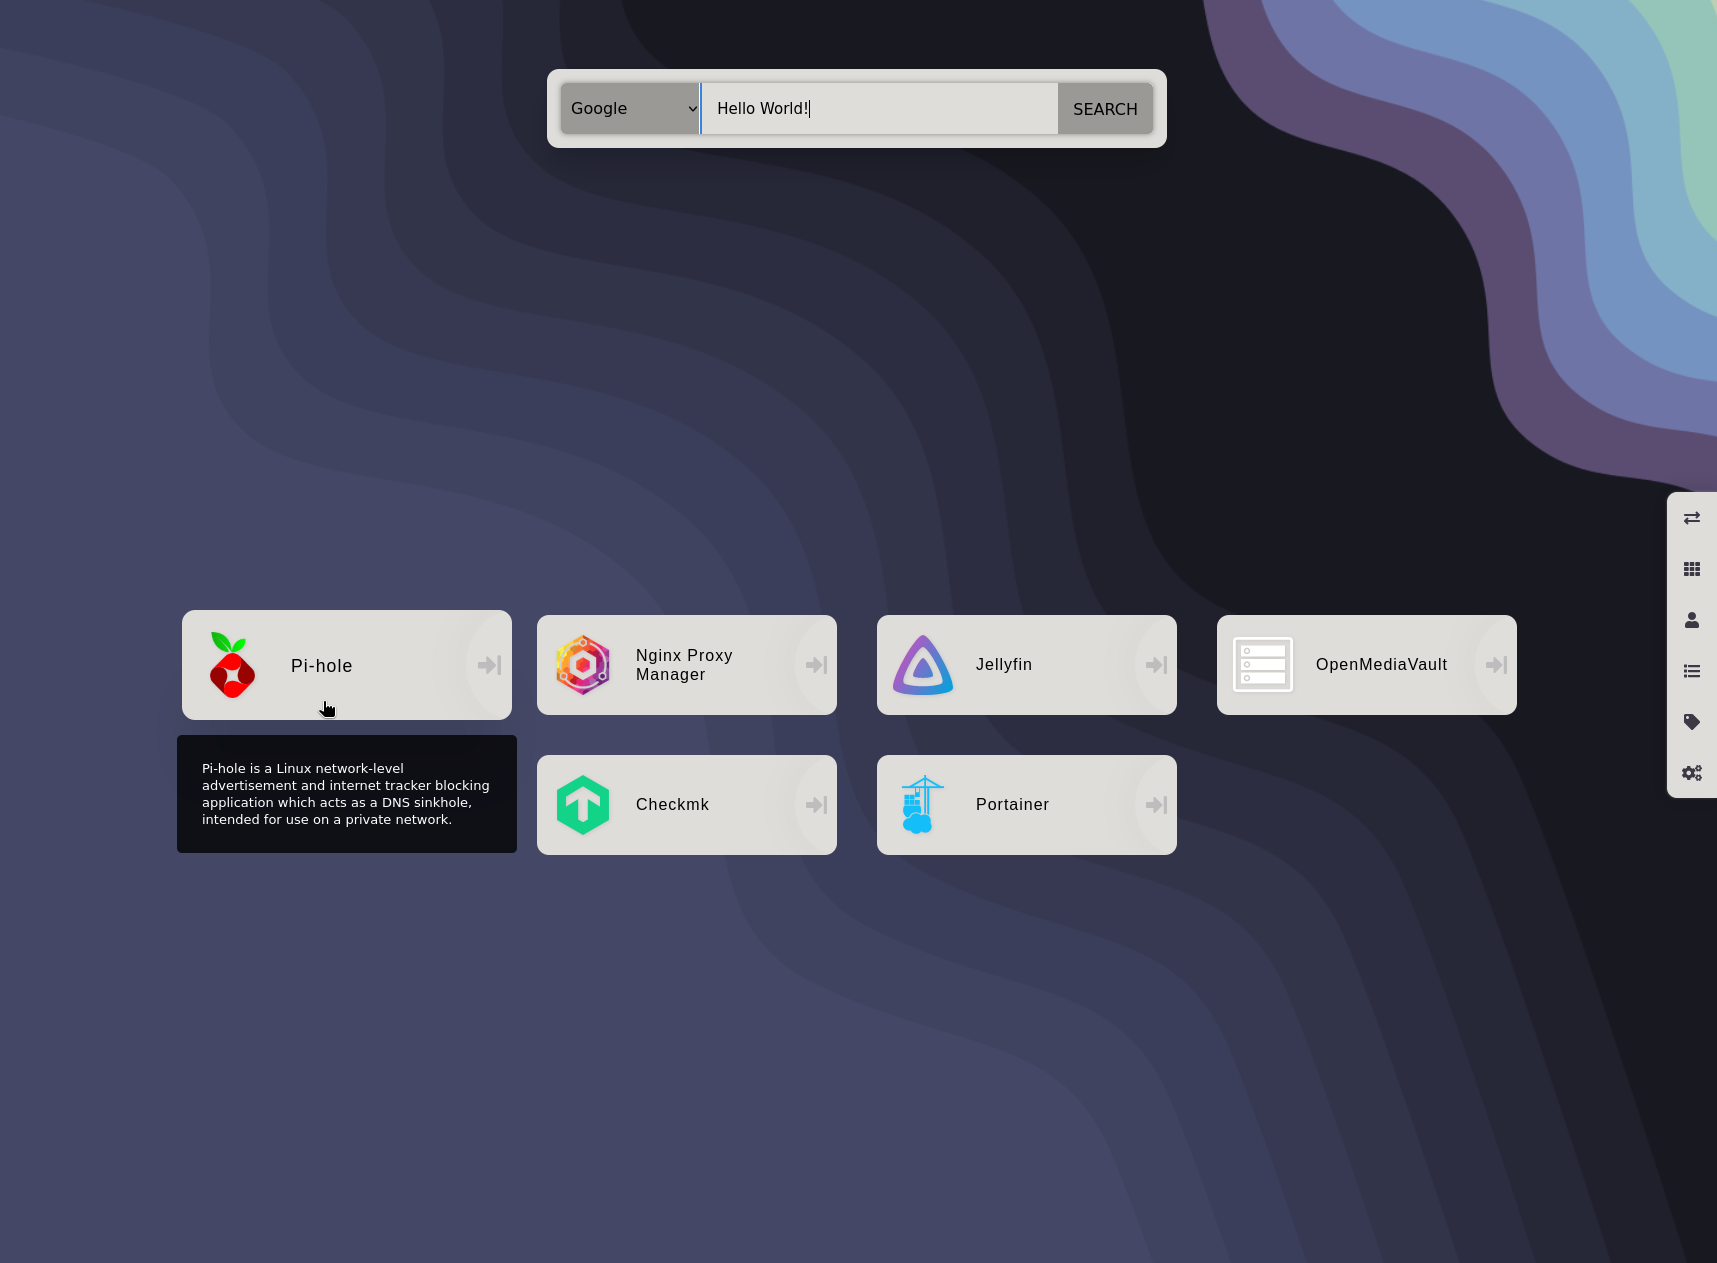 Google
Hello World!
SEARCH
Pi-hole
Nginx Proxy
Manager
Jellyfin
OpenMediaVault
Pi-hole is a Linux network-level
advertisement and internet tracker blocking
application which acts as a DNS sinkhole,
intended for use on a private network.
Checkmk
Portainer